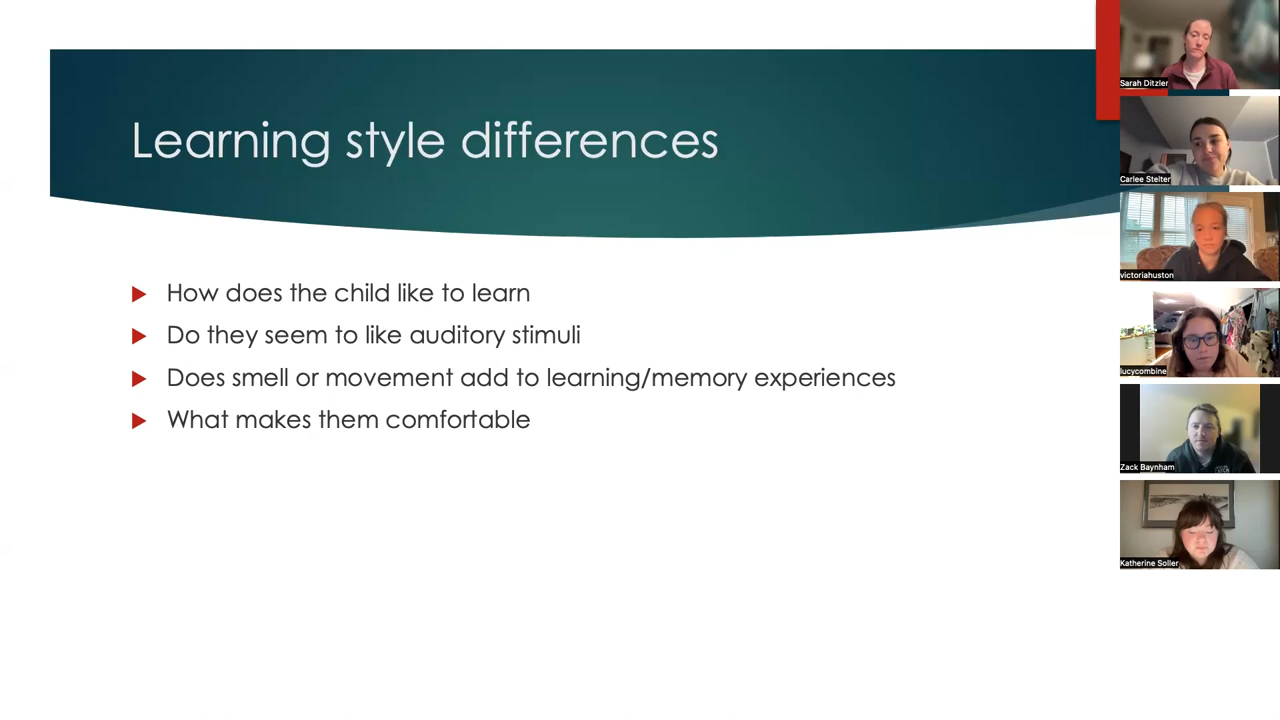 Learning style differences
How does the child like to learn
Do they seem to like auditory stimuli
Does smell or movement add to learning/memory experiences
What makes them comfortable
Sarah Ditzler
Carlee Stelter
victoriahuston
lucycombine
Zack Baynham
Katherine Soller